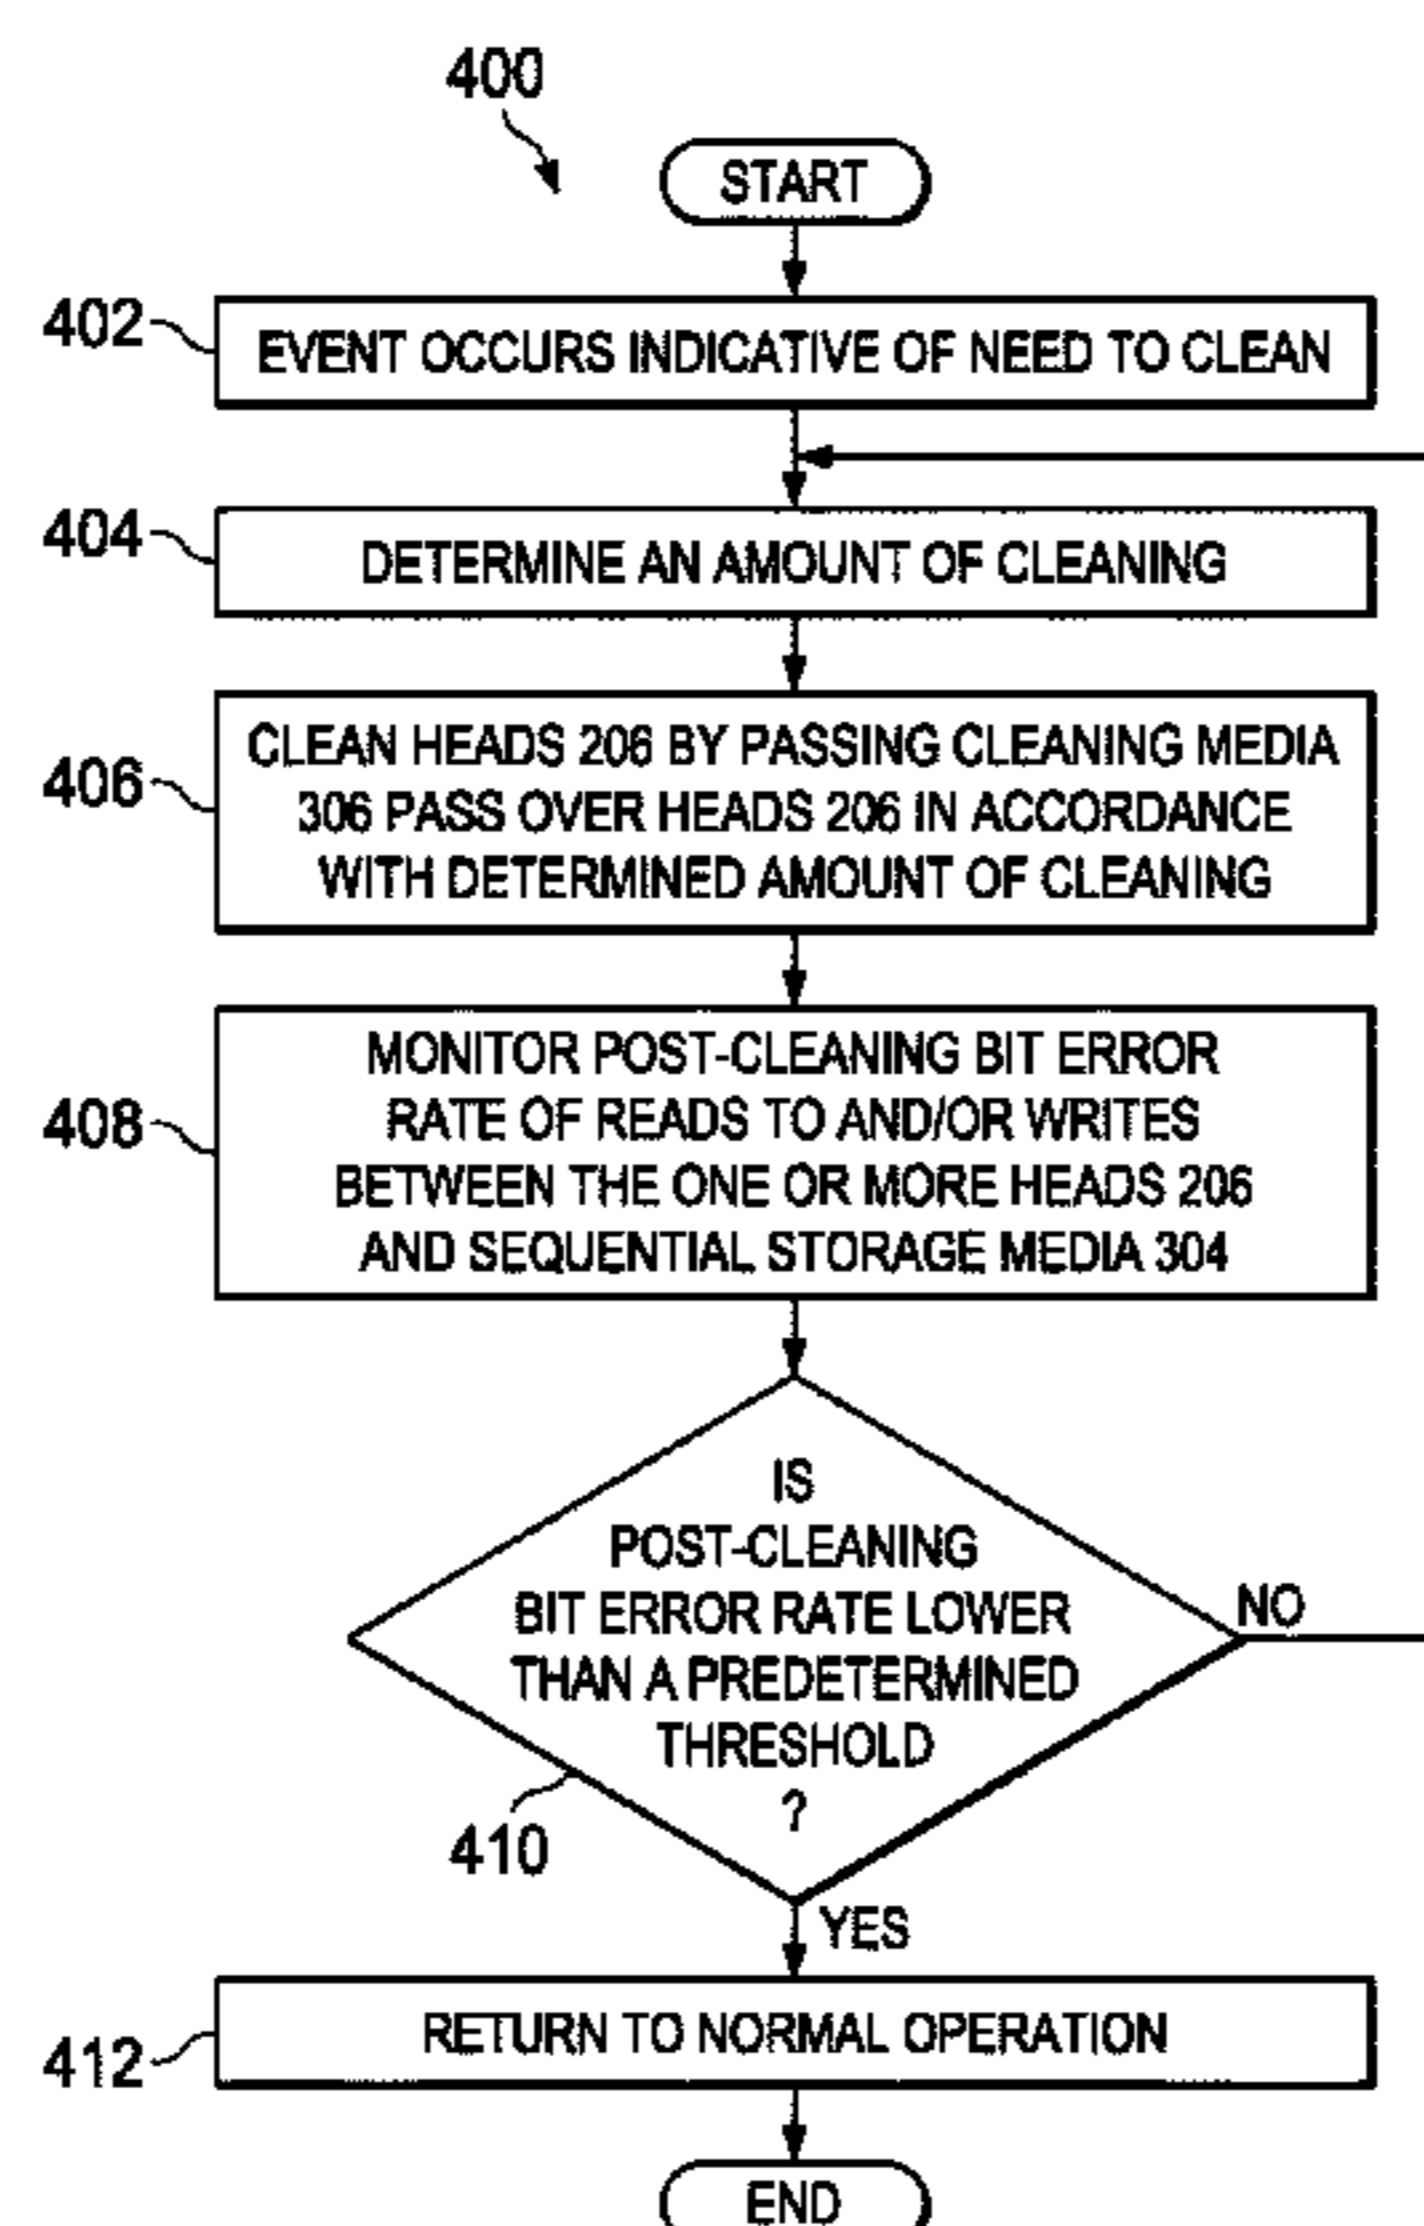 400
START
402
EVENT OCCURS INDICATIVE OF NEED TO CLEAN
404
DETERMINE AN AMOUNT OF CLEANING
406
CLEAN HEADS 206 BY PASSING CLEANING MEDIA
306 PASS OVER HEADS 206 IN ACCORDANCE
WITH DETERMINED AMOUNT OF CLEANING
408
MONITOR POST-CLEANING BIT ERROR
RATE OF READS TO AND/OR WRITES
BETWEEN THE ONE OR MORE HEADS 206
AND SEQUENTIAL STORAGE MEDIA 304
IS
POST-CLEANING
BIT ERROR RATE LOWER
THAN A PREDETERMINED
THRESHOLD
?
NO
410
YES
412
RETURN TO NORMAL OPERATION
END